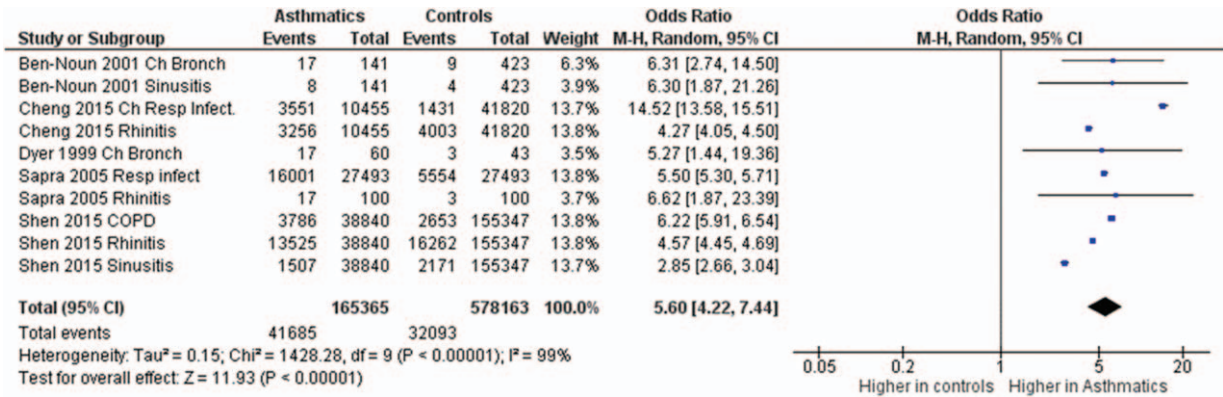 Asthmatics Controls Odds Ratio Odds Ratio
Study or Subgroup Events Total Events Total Weight M-H, Random, 95% CI M-H, Random, 95% CI
Ben-Noun 2001 Ch Bronch 17 141 9 423 6.3% 6.31 [2.74, 14.50]
Ben-Noun 2001 Sinusitis 8 141 4 423 3.9% 6.30 [1.87, 21.26]
Cheng 2015 Ch Resp Infect. 3551 10455 1431 41820 13.7% 14.52 [13.58, 15.51]
Cheng 2015 Rhinitis 3256 10455 4003 41820 13.8% 4.27 [4.05, 4.50]
Dyer 1999 Ch Bronch 17 60 3 43 3.5% 5.27 [1.44, 19.36]
Sapra 2005 Resp infect 16001 27493 5554 27493 13.8% 5.50 [5.30, 5.71]
Sapra 2005 Rhinitis 17 100 3 100 3.7% 6.62 [1.87, 23.39]
Shen 2015 COPD 3786 38840 2653 155347 13.8% 6.22 [5.91, 6.54]
Shen 2015 Rhinitis 13525 38840 16262 155347 13.8% 4.57 [4.45, 4.69]
Shen 2015 Sinusitis 1507 38840 2171 155347 13.7% 2.85 [2.66, 3.04]
Total (95% CI) 165365 578163 100.0% 5.60 [4.22, 7.44]
Total events 41685 32093
Heterogeneity: Tau² = 0.15; Chi² = 1428.28, df = 9 (P < 0.00001); I² = 99%
Test for overall effect: Z = 11.93 (P < 0.00001)
0.05 0.2 1 5 20
Higher in controls Higher in Asthmatics